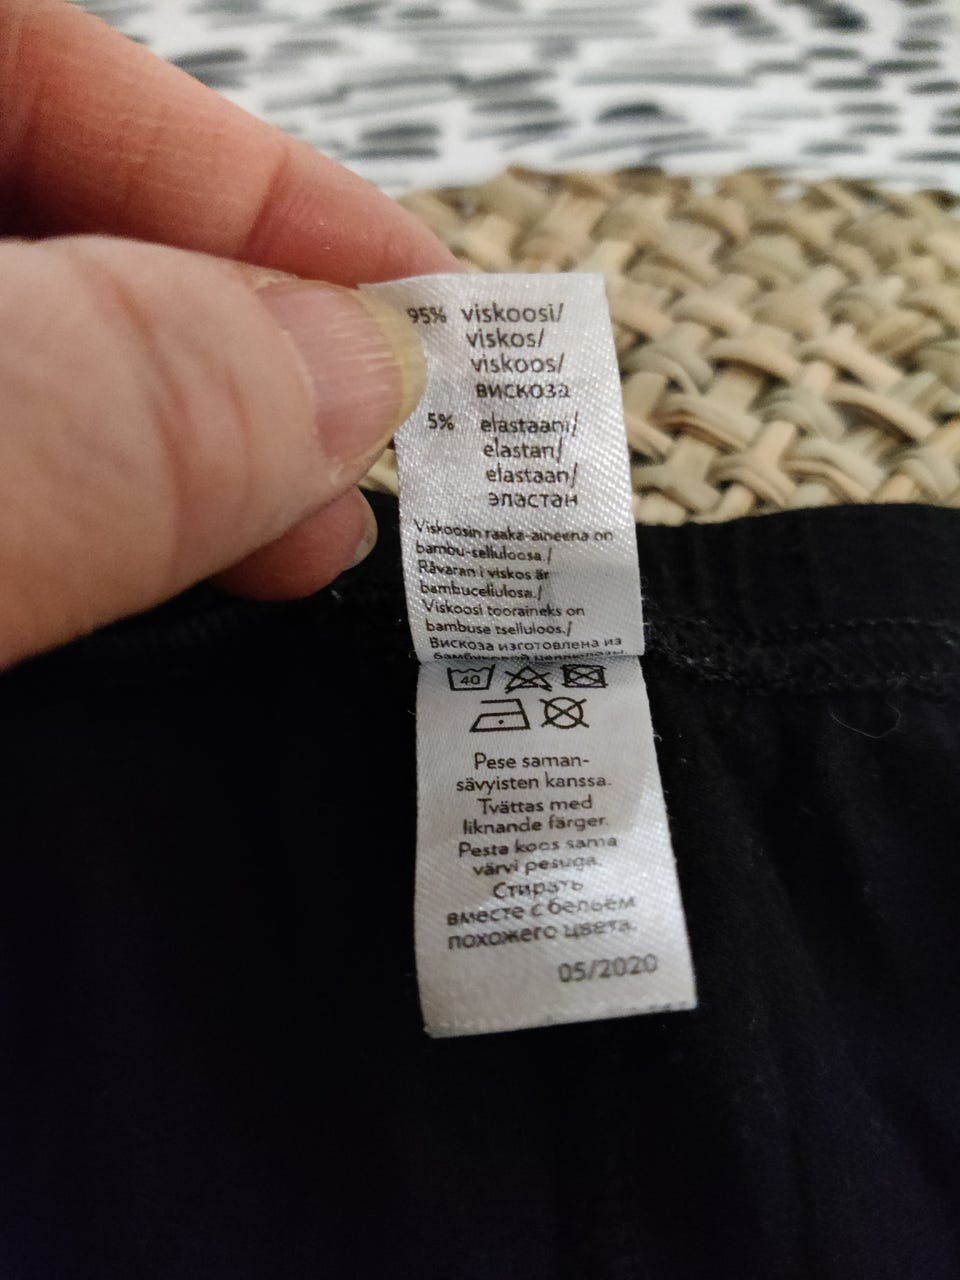 95% viskoosi/
viskos/
viskoos/
вискоза
5% elastaani/
elastan/
elastaan/
эластан
Viskoosin raaka-aineena on
bambu-selluloosa./
Råvaran i viskos är
bambucellulosa./
Viskoosi tooraineks on
bambuse tselluloos./
Вискоза изготовлена из
бамбуковой целлюлозы.
40
Pese saman-
sävyisten kanssa.
Tvättas med
liknande färger.
Pesta koos sama
värvi pesuga.
Стирать
вместе с бельём
похожего цвета.
05/2020